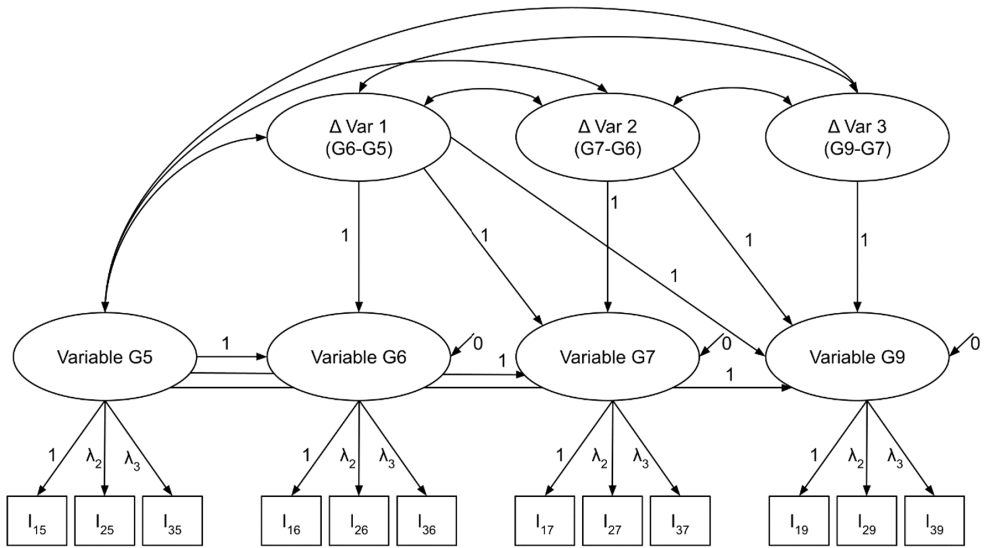 Δ Var 1
(G6-G5)
Δ Var 2
(G7-G6)
Δ Var 3
(G9-G7)
1
1
1
1
1
1
Variable G5
1
Variable G6
0
1
Variable G7
0
1
Variable G9
0
1
λ₂
λ₃
1
λ₂
λ₃
1
λ₂
λ₃
1
λ₂
λ₃
I₁₅
I₂₅
I₃₅
I₁₆
I₂₆
I₃₆
I₁₇
I₂₇
I₃₇
I₁₉
I₂₉
I₃₉